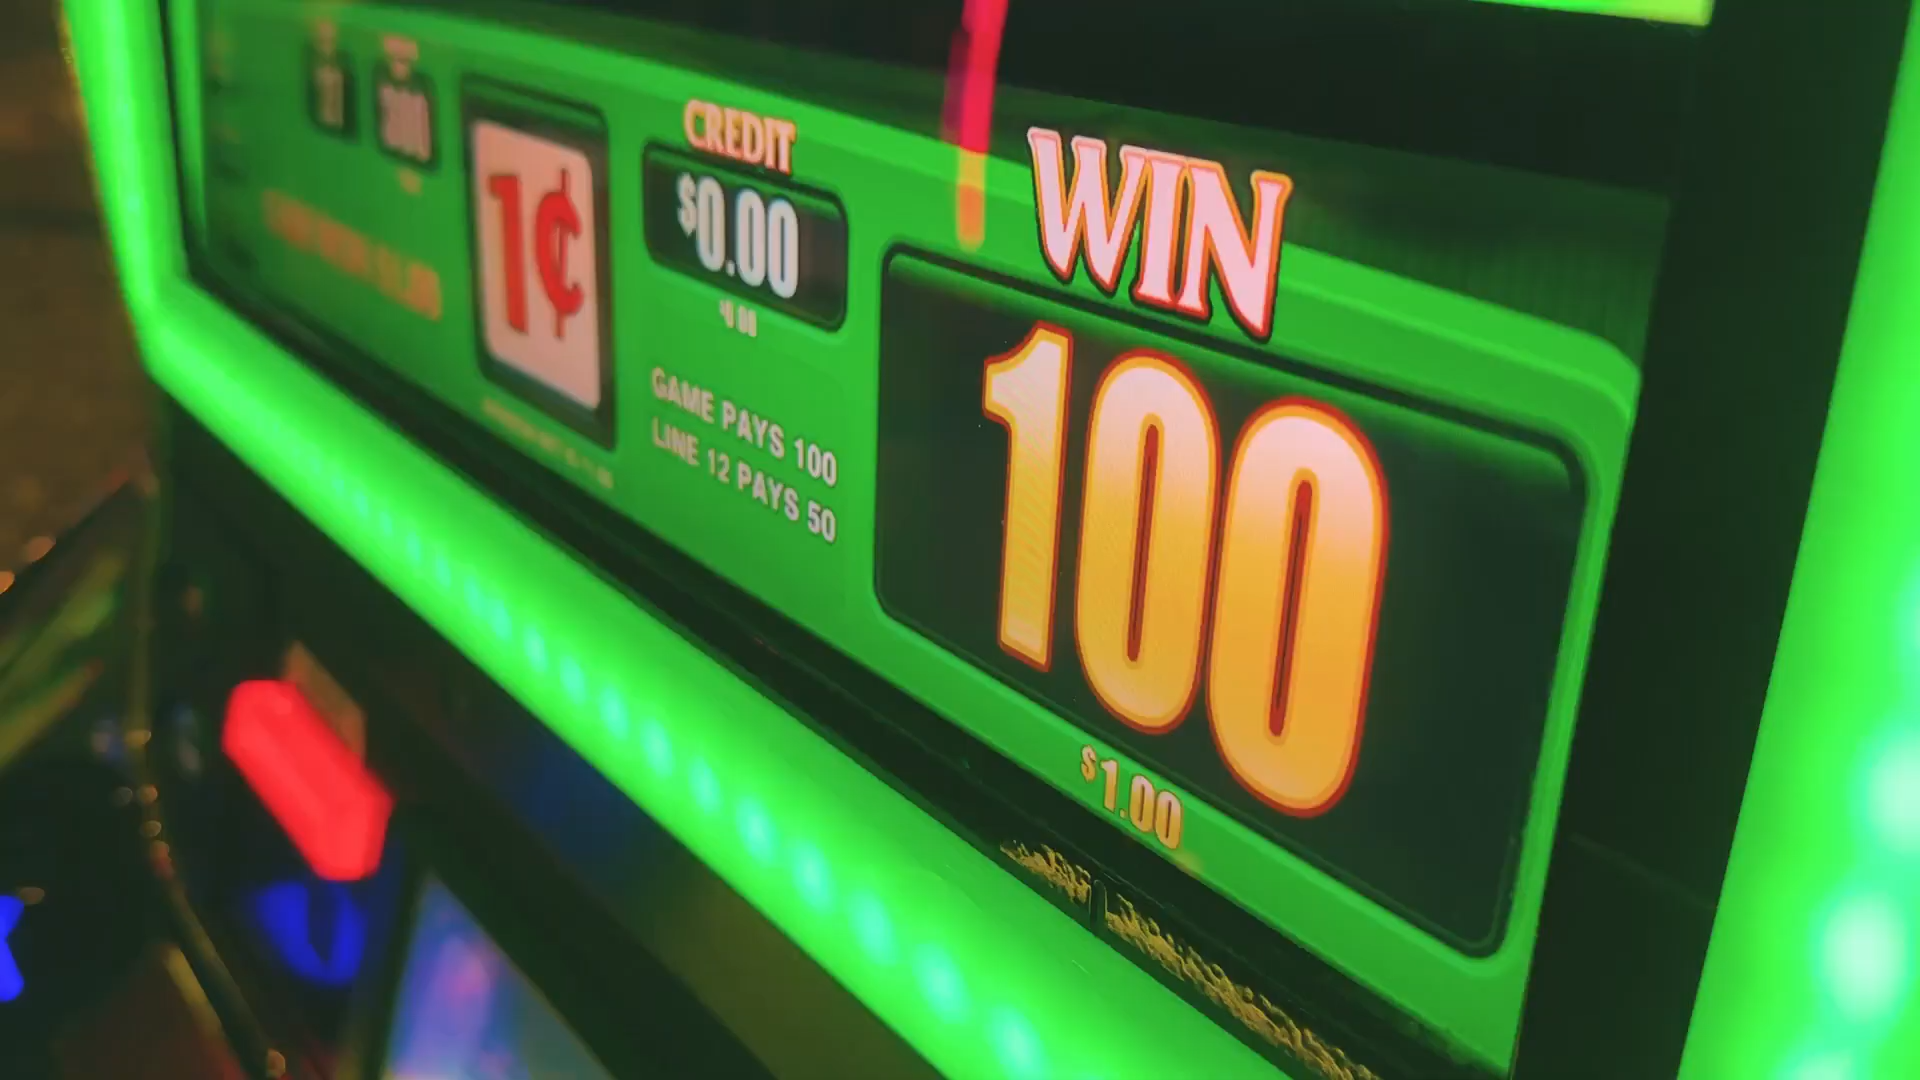 1¢
CREDIT
$0.00
GAME PAYS 100
LINE 12 PAYS 50
WIN
100
$1.00